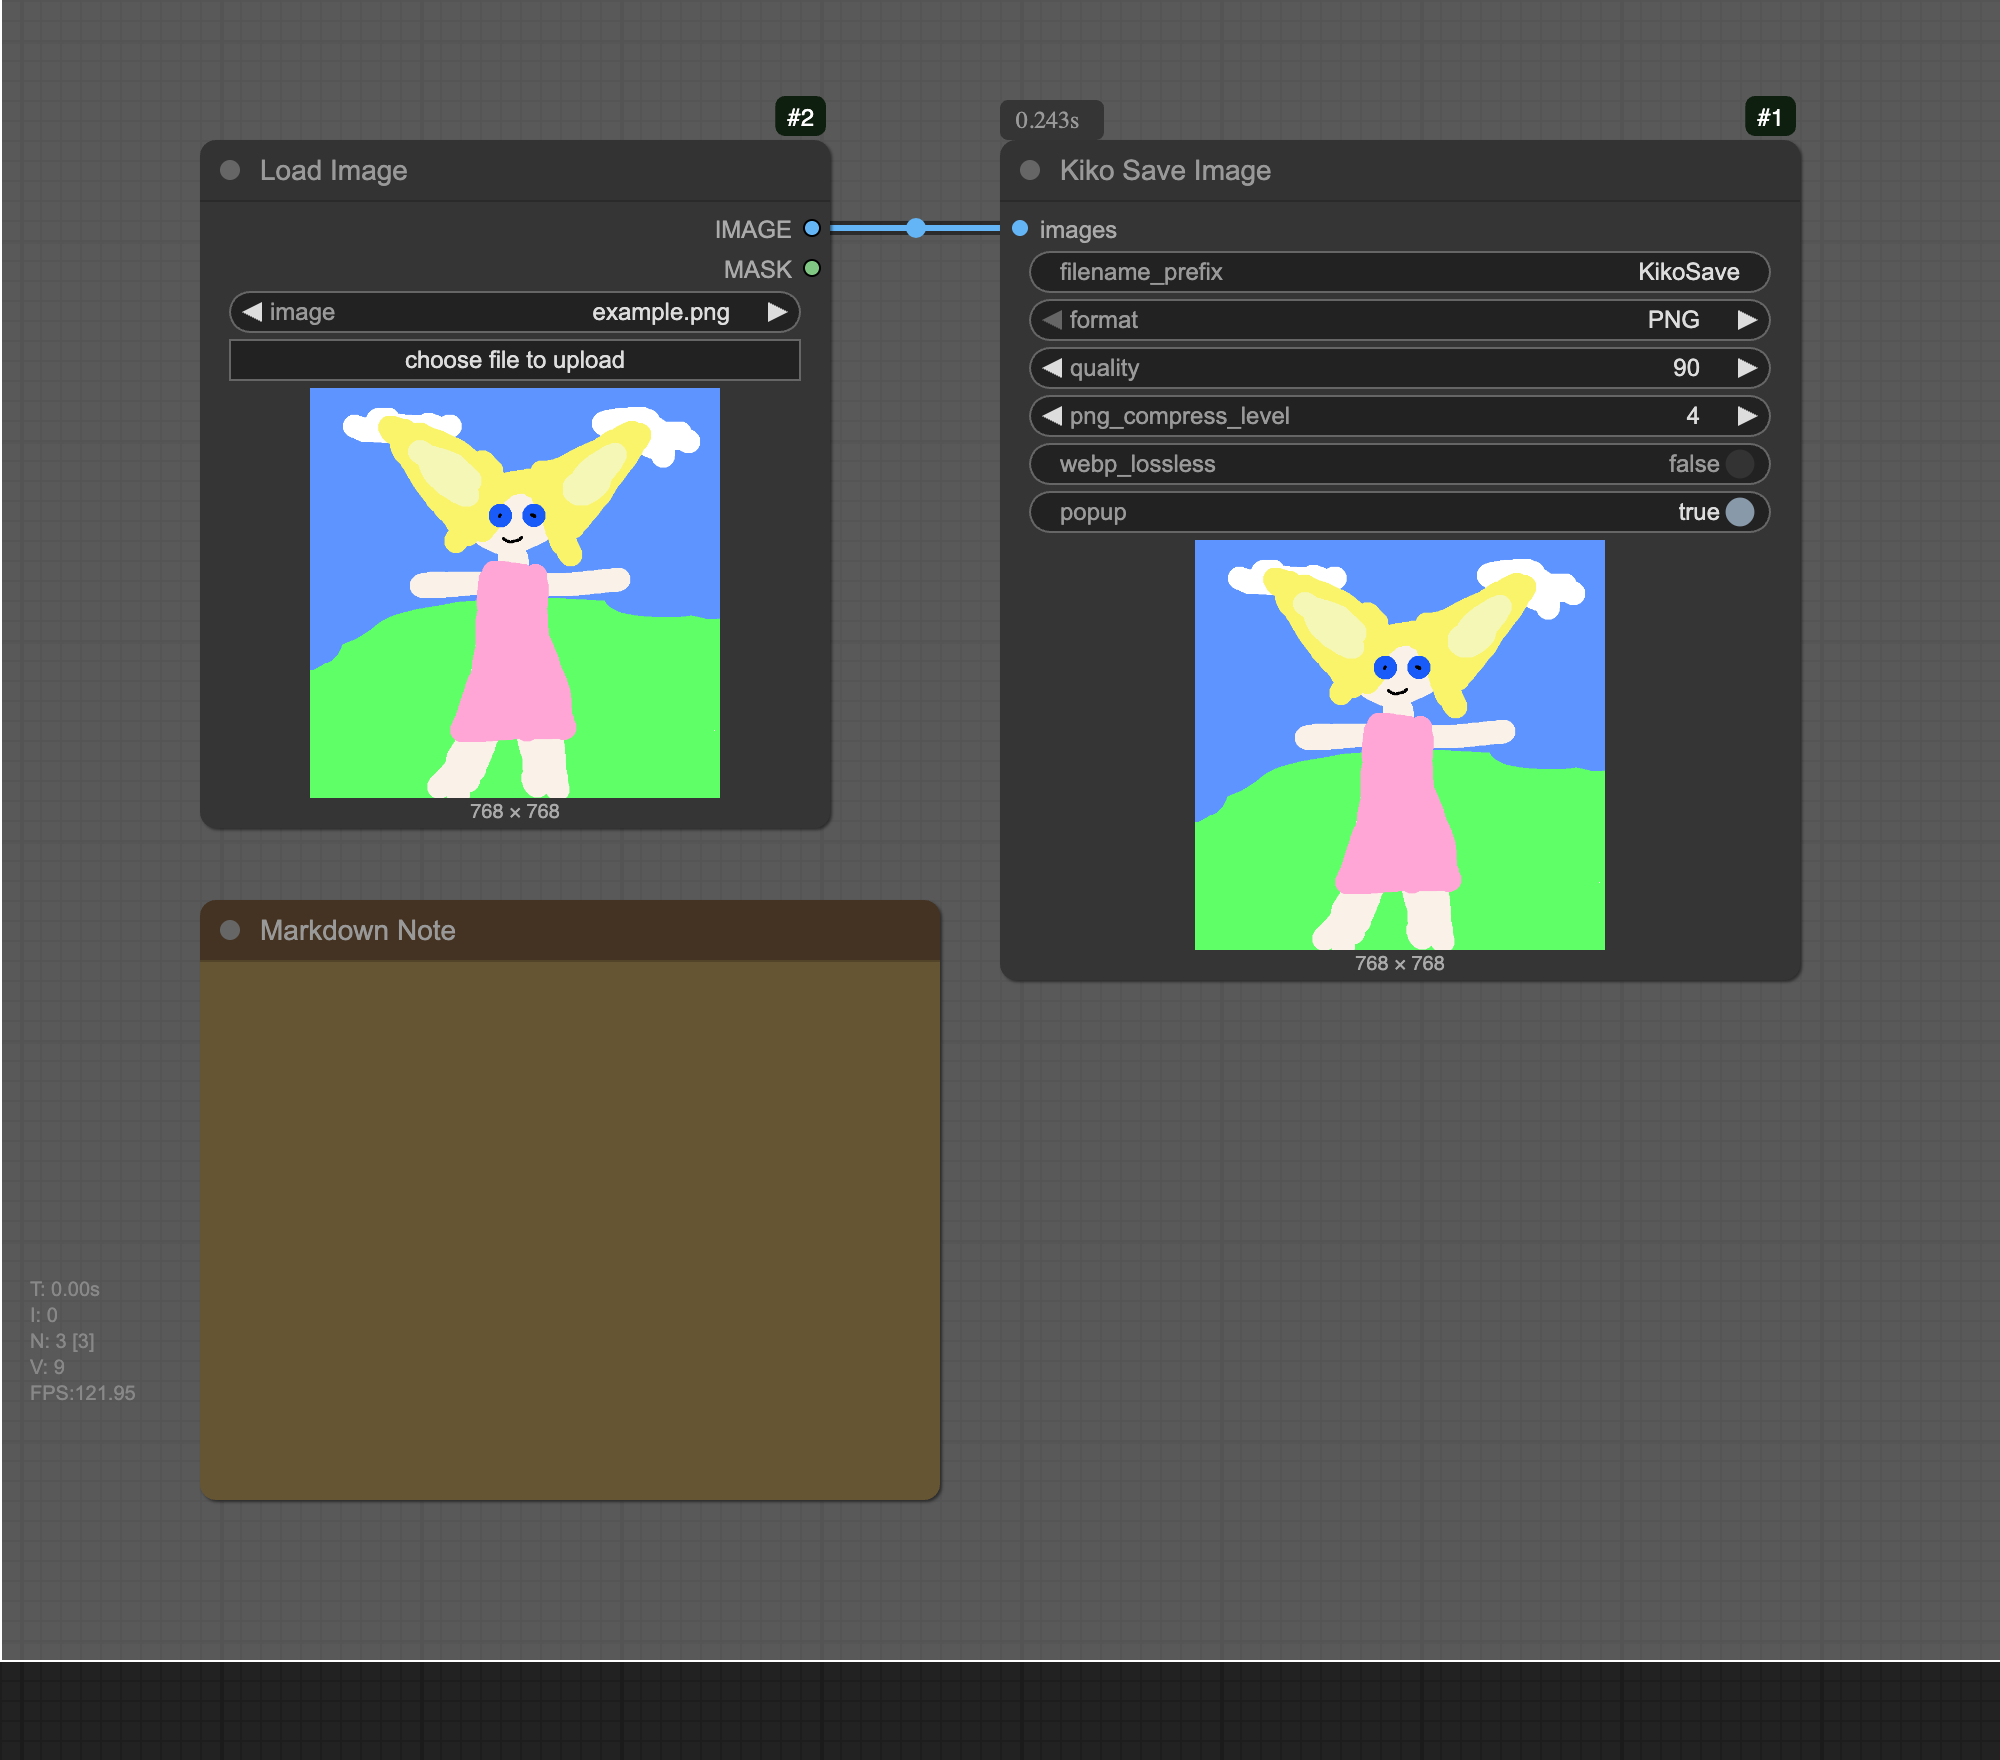 #2
Load Image
IMAGE
MASK
image example.png
choose file to upload
768 × 768
0.243s
#1
Kiko Save Image
images
filename_prefix KikoSave
format PNG
quality 90
png_compress_level 4
webp_lossless false
popup true
768 × 768
Markdown Note
T: 0.00s
I: 0
N: 3 [3]
V: 9
FPS:121.95